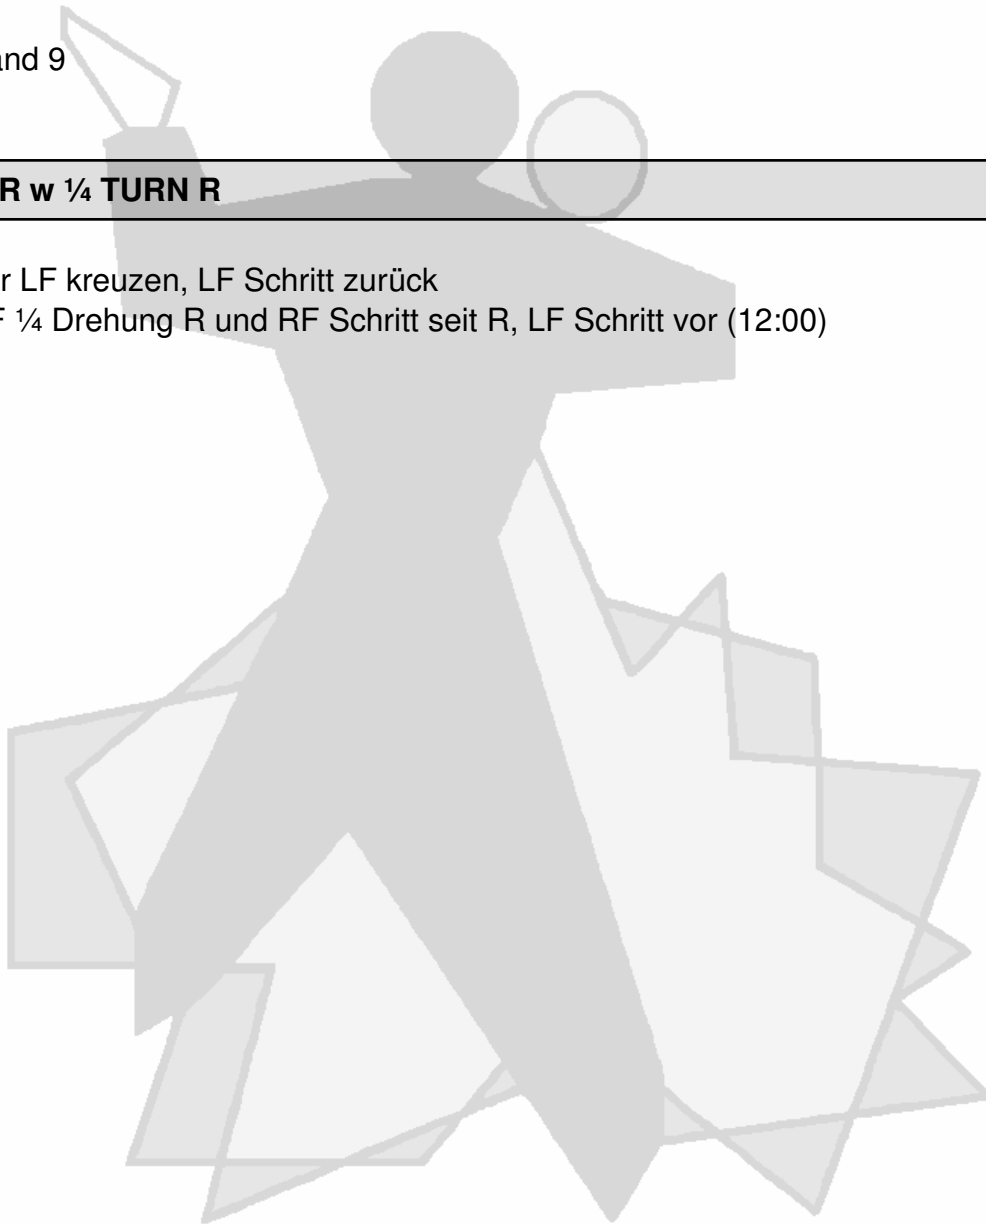 and 9
R w ¼ TURN R
r LF kreuzen, LF Schritt zurück
F ¼ Drehung R und RF Schritt seit R, LF Schritt vor (12:00)